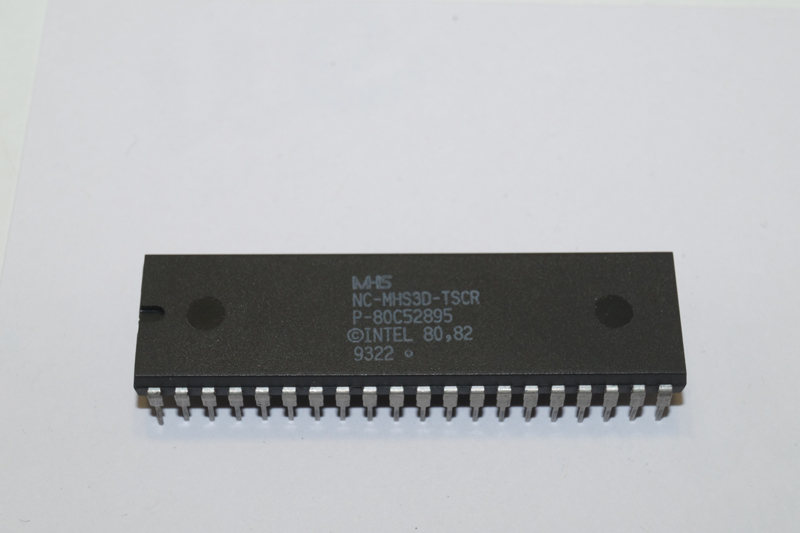 MHS
NC-MHS3D-TSCR
P-80C52895
©INTEL 80,82
9322